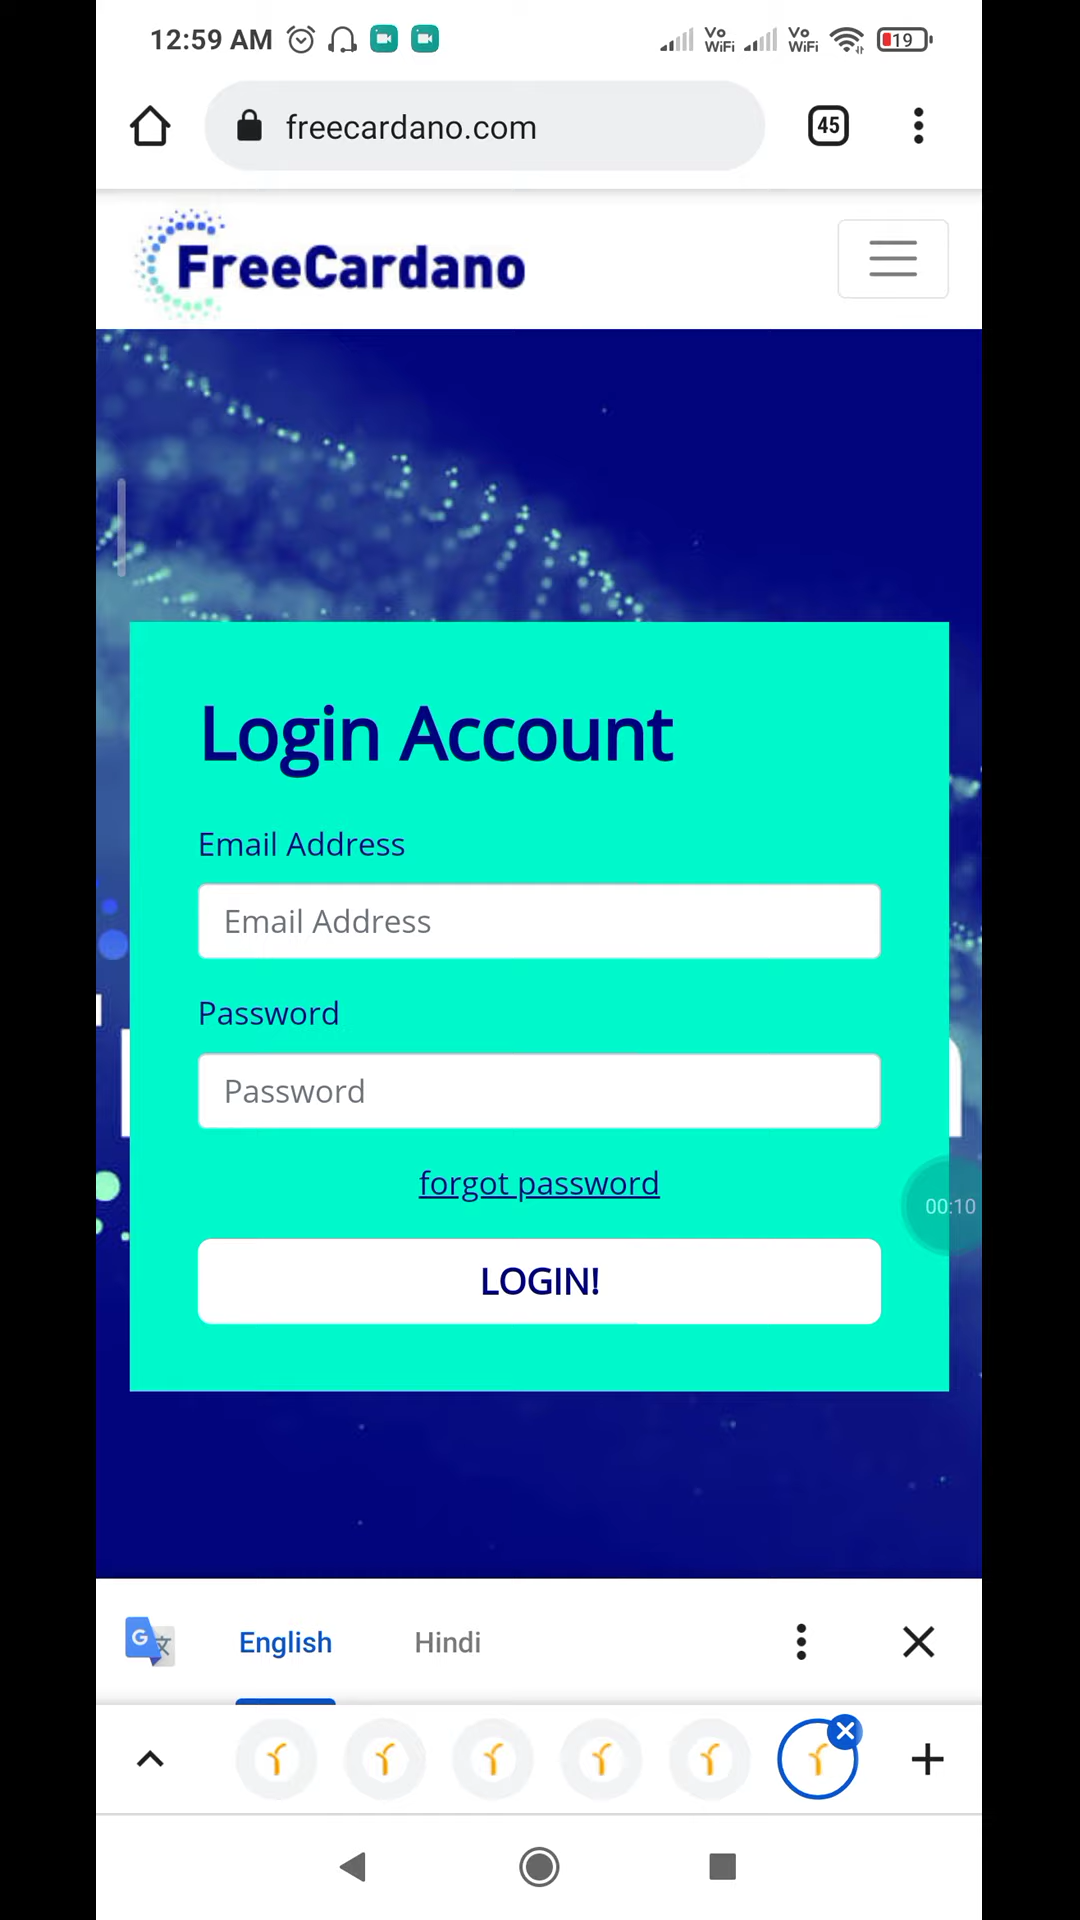 12:59 AM Vo WiFi Vo WiFi 19
freecardano.com 45
FreeCardano
Login Account
Email Address
Email Address
Password
Password
forgot password
00:10
LOGIN!
G 文 English Hindi